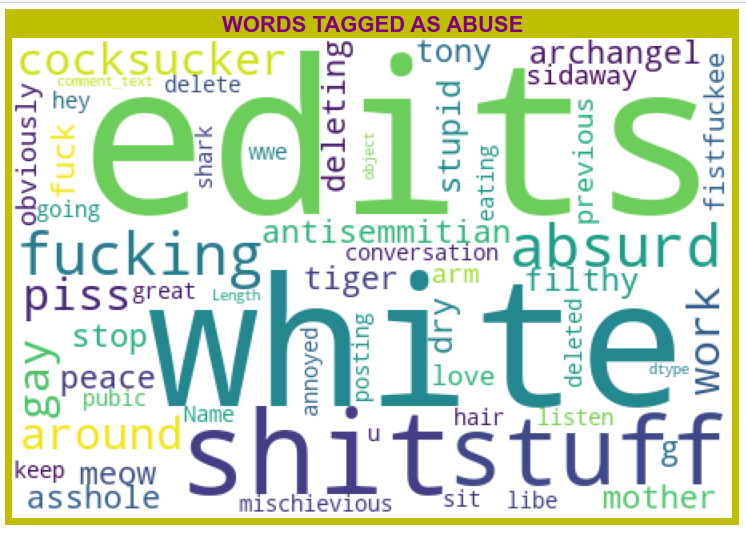 WORDS TAGGED AS ABUSE
cocksucker
edits
tony
archangel
sidaway
comment_text
delete
hey
obviously
fuck
shark
wwe
deleting
object
stupid
eating
previous
fistfuckee
going
antisemmitian
fucking
conversation
absurd
piss
great
Length
tiger
arm
filthy
white
stop
dry
work
gay
peace
annoyed
posting
love
deleted
dtype
pubic
Name
around
shit
stuff
u
hair
listen
g
keep
meow
asshole
mischievious
sit
libe
mother